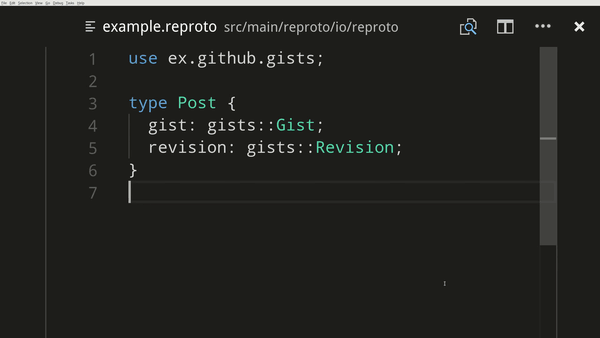 File Edit Selection View Go Debug Tasks Help
example.reproto src/main/reproto/io/reproto
1 use ex.github.gists;
2
3 type Post {
4 gist: gists::Gist;
5 revision: gists::Revision;
6 }
7